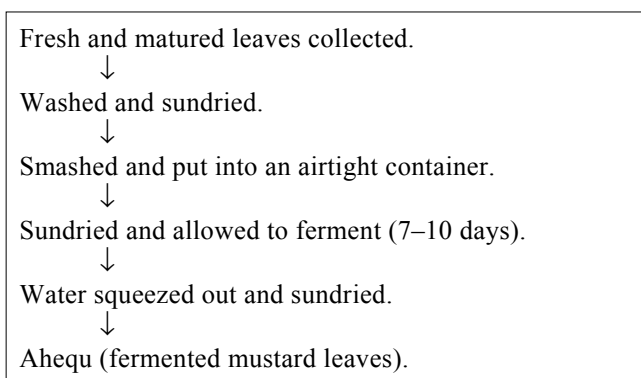 Fresh and matured leaves collected.
↓
Washed and sundried.
↓
Smashed and put into an airtight container.
↓
Sundried and allowed to ferment (7–10 days).
↓
Water squeezed out and sundried.
↓
Ahequ (fermented mustard leaves).